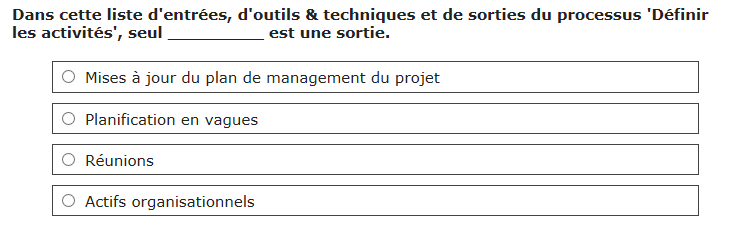 Dans cette liste d'entrées, d'outils & techniques et de sorties du processus 'Définir
les activités', seul ____________ est une sortie.
Mises à jour du plan de management du projet
Planification en vagues
Réunions
Actifs organisationnels